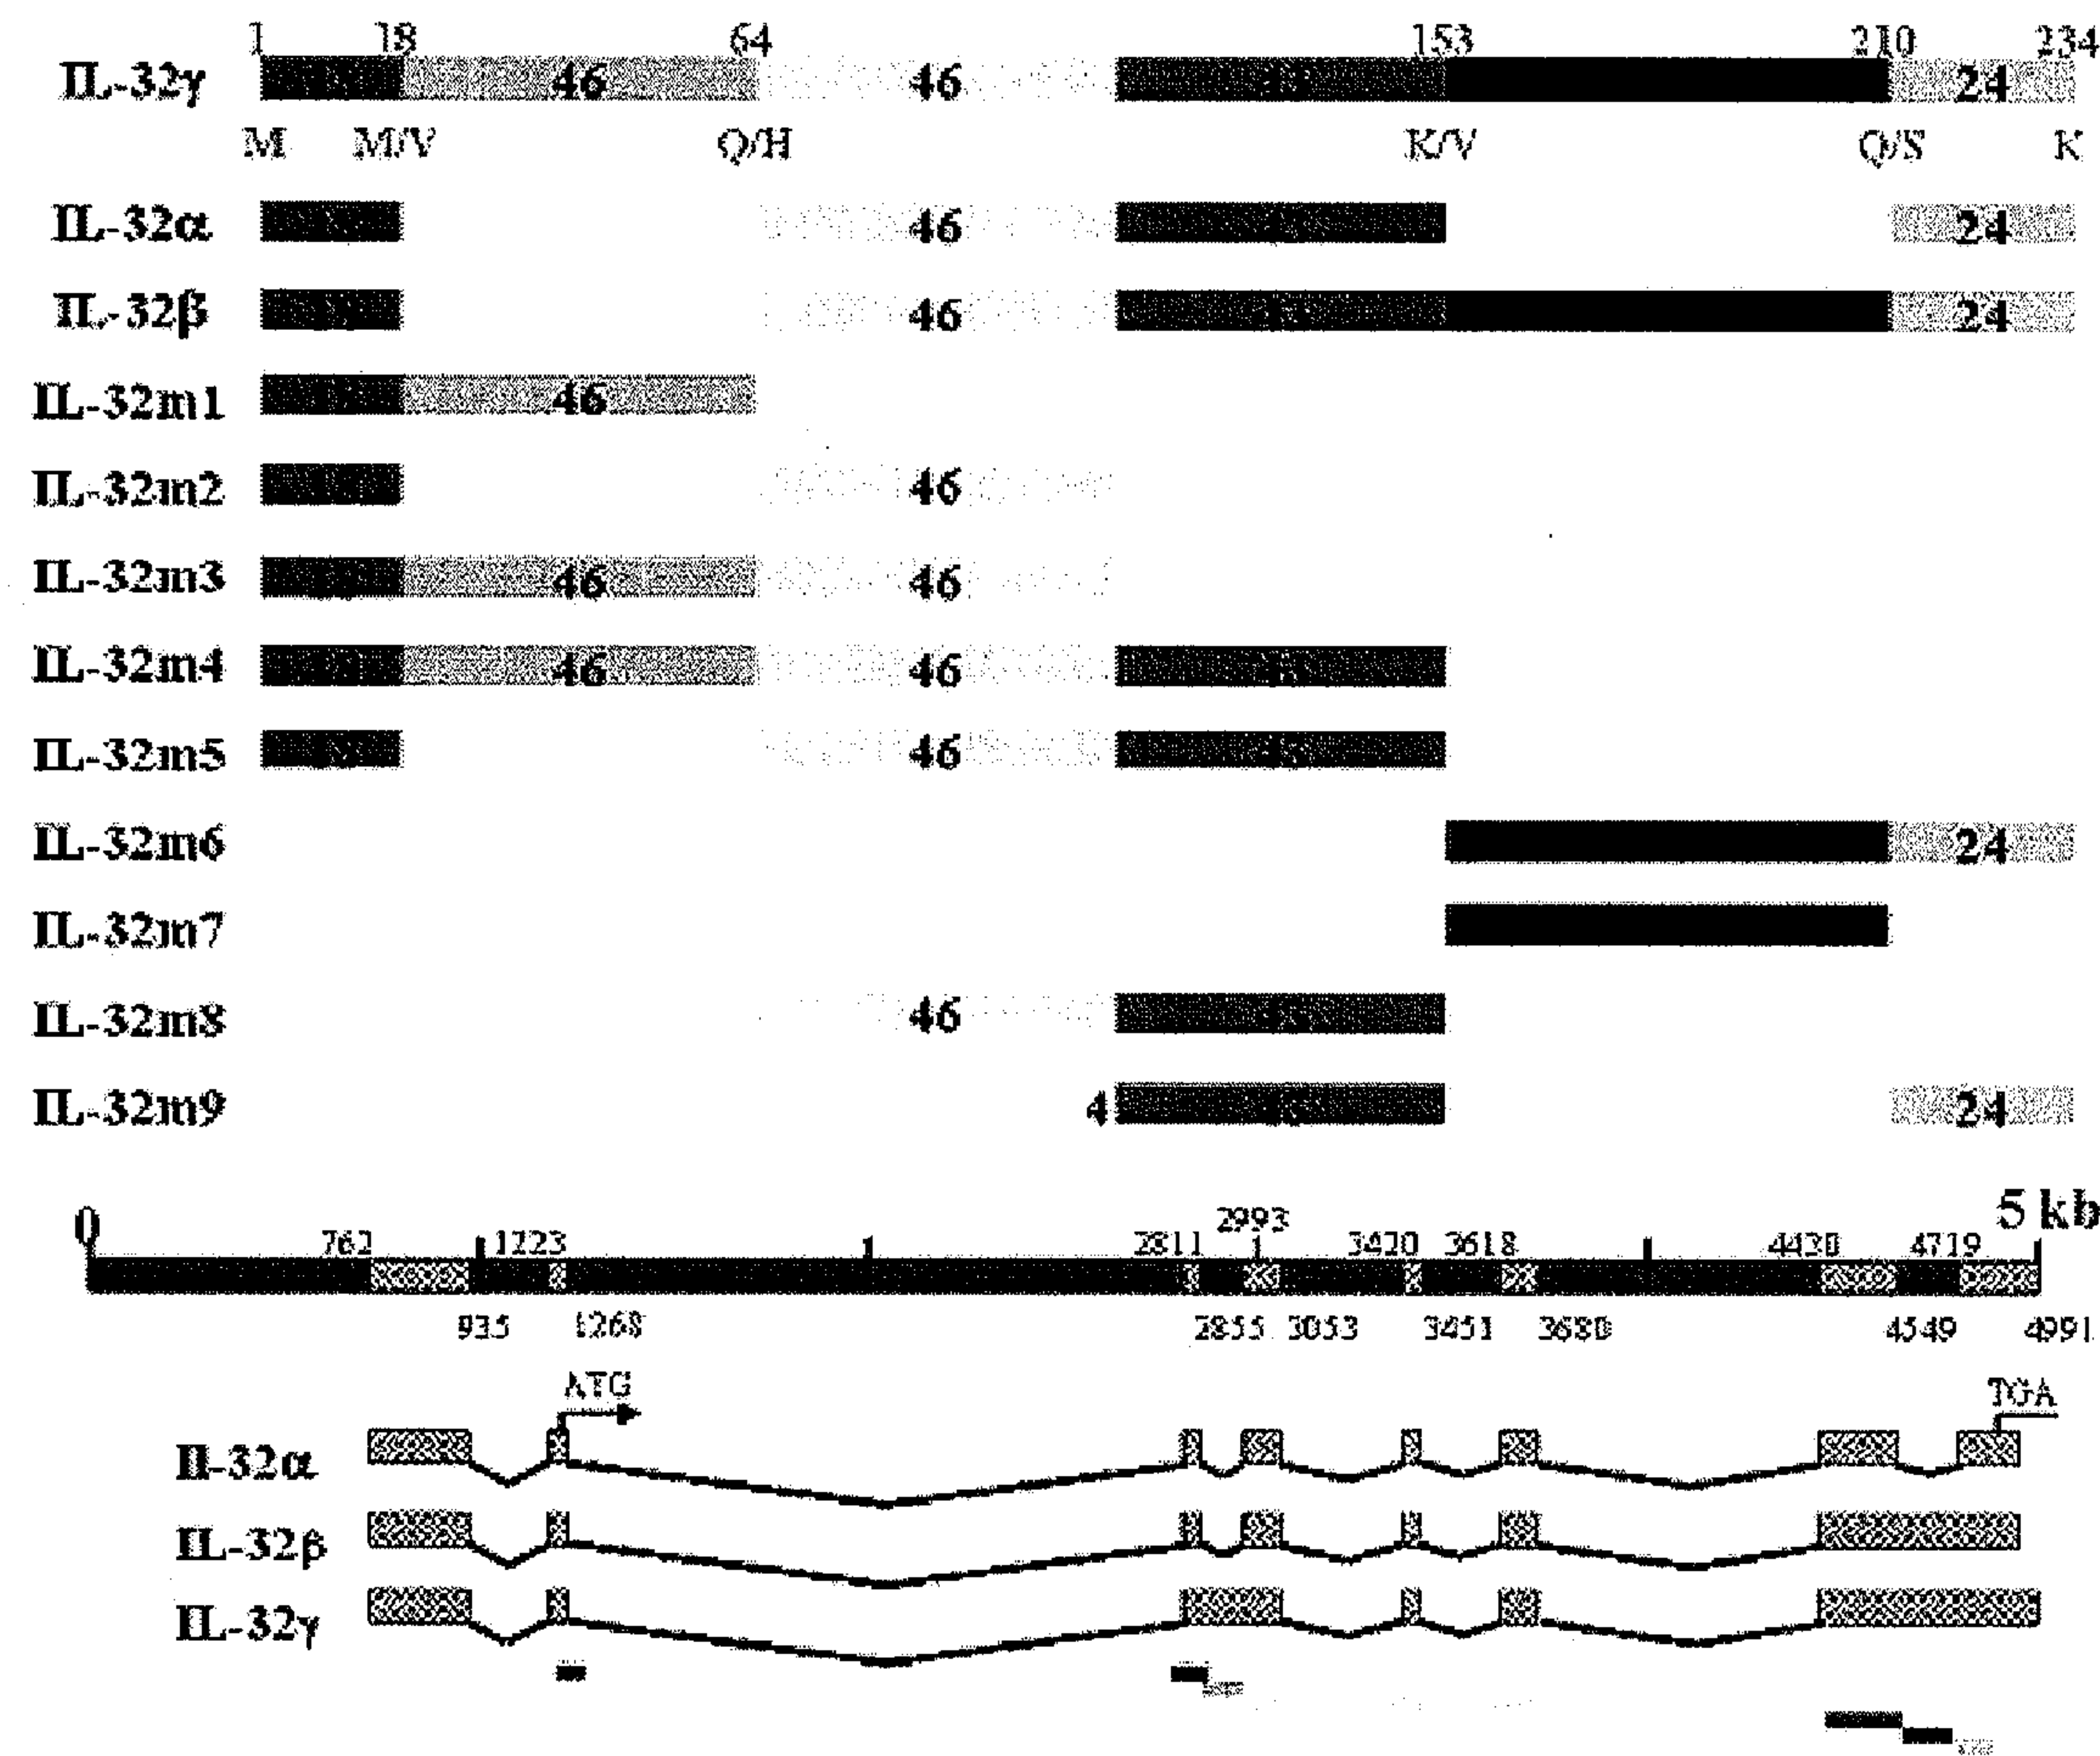 1 18 64 153 210 234
IL-32γ 46 46 24
M M/V Q/H K/V Q/S K
IL-32α 46 24
IL-32β 46 24
IL-32m1 46
IL-32m2 46
IL-32m3 46 46
IL-32m4 46 46
IL-32m5 46
IL-32m6 24
IL-32m7
IL-32m8 46
IL-32m9 4 24
0 762 1223 2811 2993 3420 3618 4430 4719 5 kb
935 1268 2855 3053 3451 3680 4549 4991
ATG TGA
Il-32α
IL-32β
IL-32γ